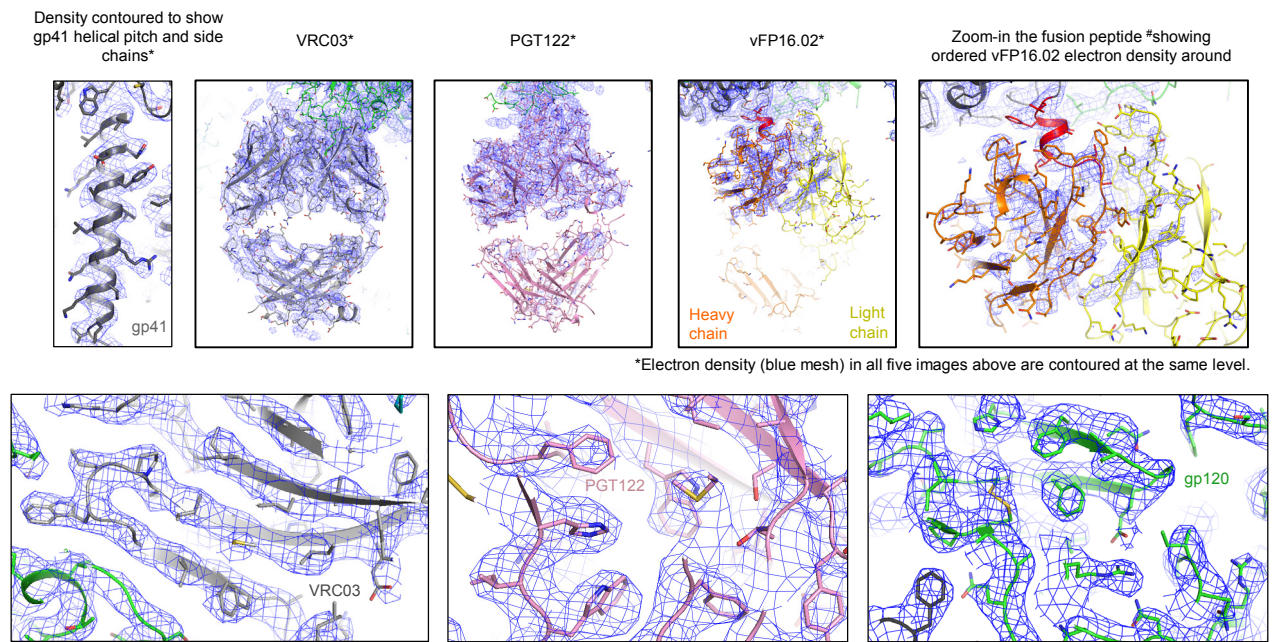 Density contoured to show
gp41 helical pitch and side
chains*
VRC03*
PGT122*
vFP16.02*
Zoom-in the fusion peptide #showing
ordered vFP16.02 electron density around
gp41
Heavy
chain
Light
chain
*Electron density (blue mesh) in all five images above are contoured at the same level.
VRC03
PGT122
gp120